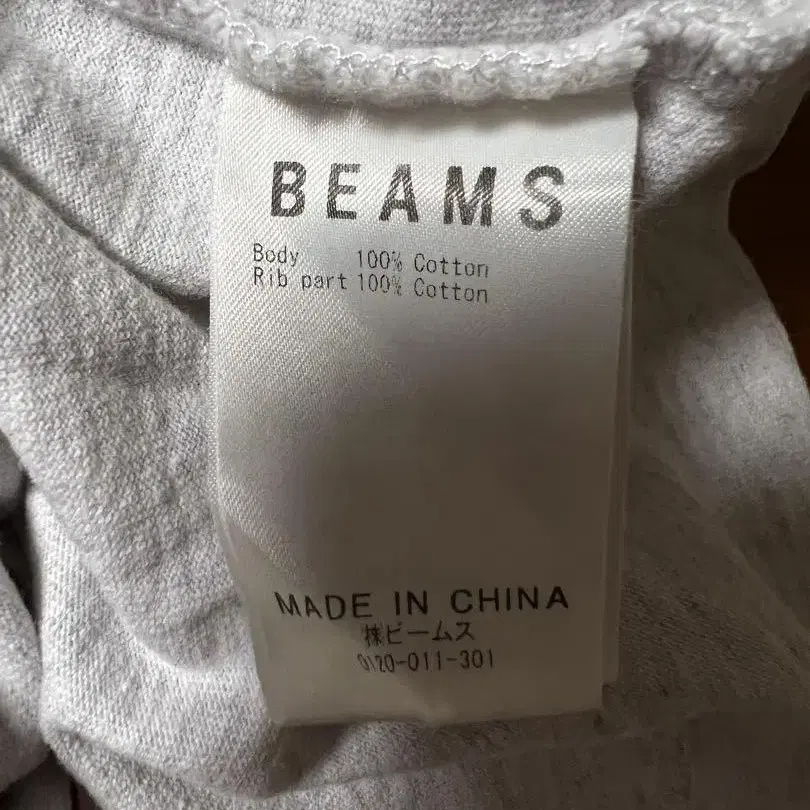 BEAMS
Body 100% Cotton
Rib part 100% Cotton
MADE IN CHINA
㈱ビームス
0120-011-301